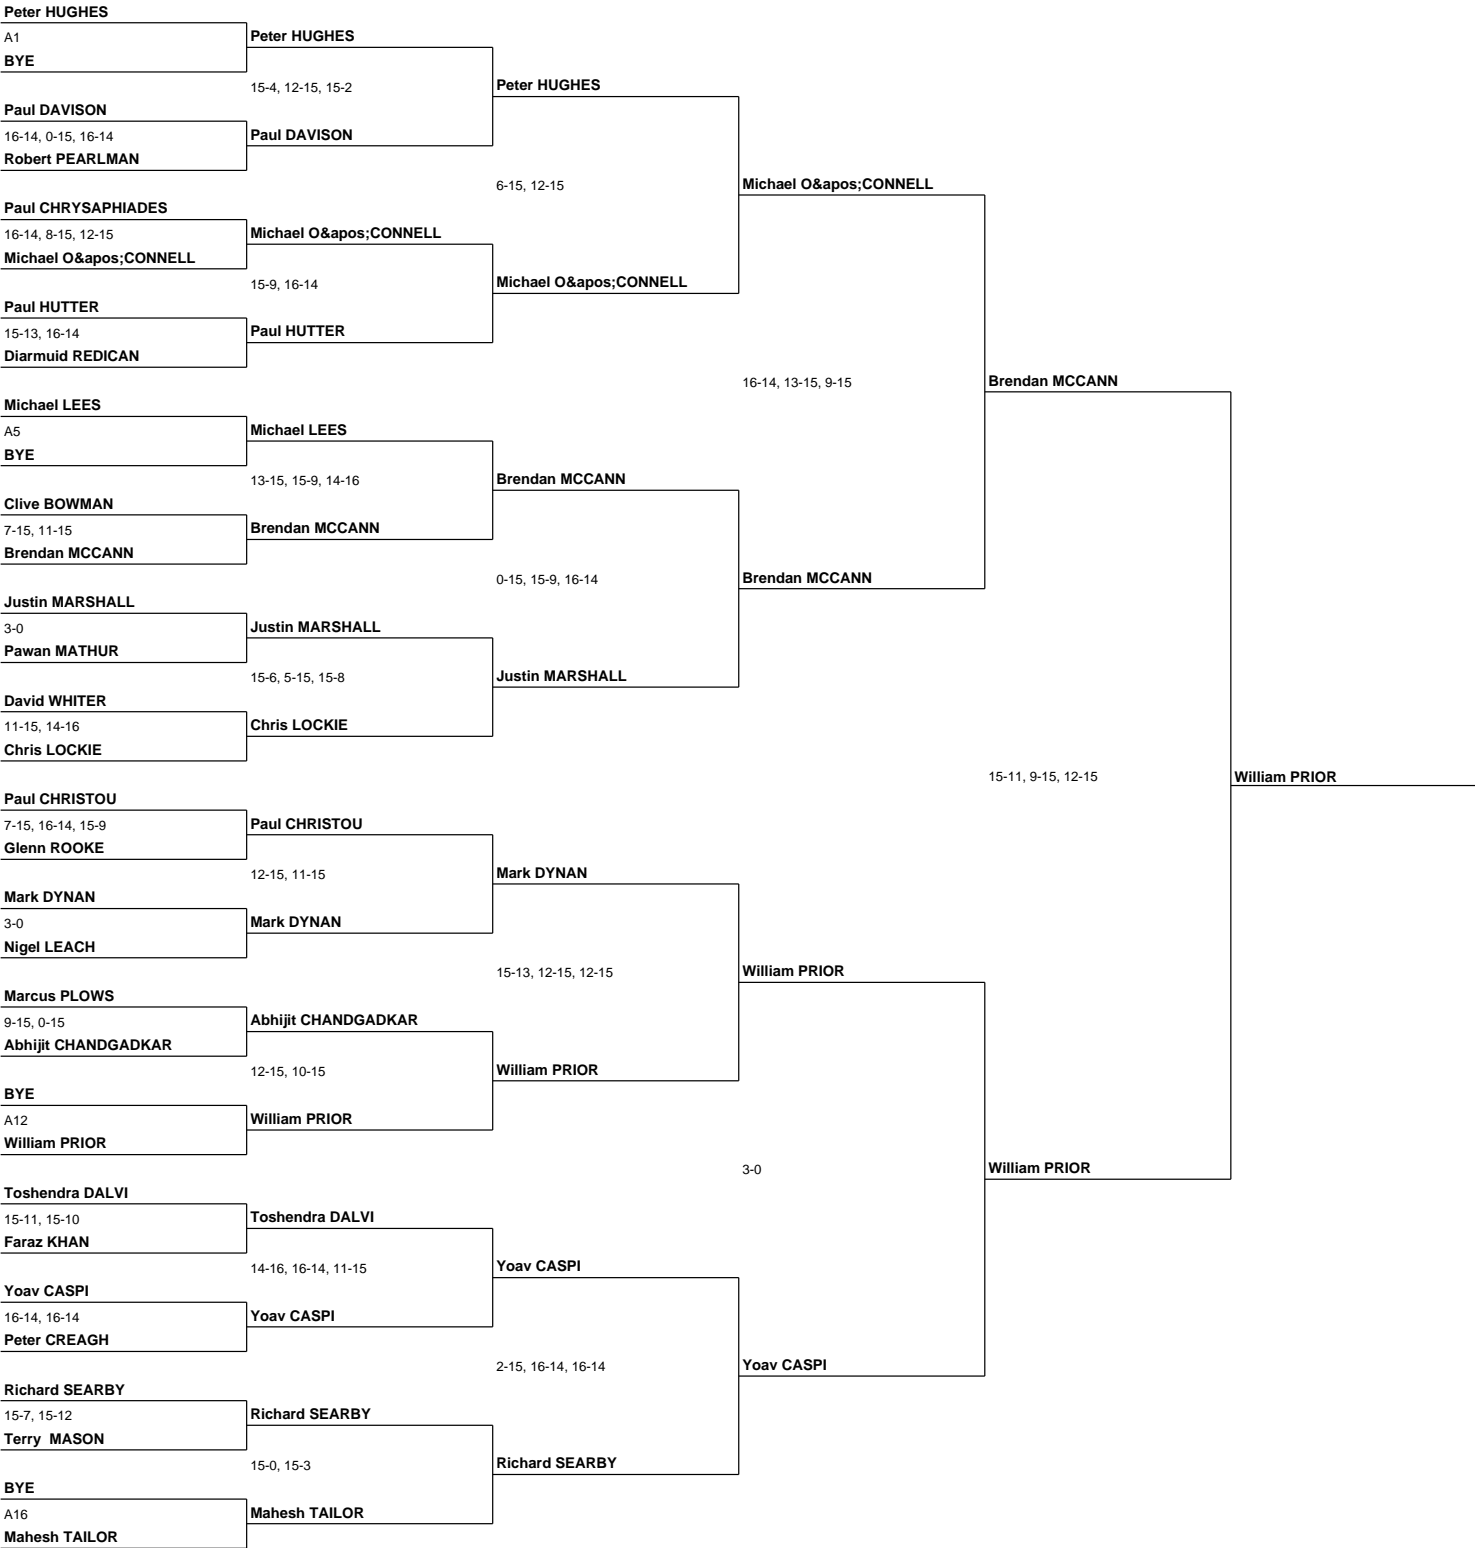 Peter HUGHES
A1
BYE
Paul DAVISON
16-14, 0-15, 16-14
Robert PEARLMAN
Paul CHRYSAPHIADES
16-14, 8-15, 12-15
Michael O&apos;CONNELL
Paul HUTTER
15-13, 16-14
Diarmuid REDICAN
Michael LEES
A5
BYE
Clive BOWMAN
7-15, 11-15
Brendan MCCANN
Justin MARSHALL
3-0
Pawan MATHUR
David WHITER
11-15, 14-16
Chris LOCKIE
Paul CHRISTOU
7-15, 16-14, 15-9
Glenn ROOKE
Mark DYNAN
3-0
Nigel LEACH
Marcus PLOWS
9-15, 0-15
Abhijit CHANDGADKAR
BYE
A12
William PRIOR
Toshendra DALVI
15-11, 15-10
Faraz KHAN
Yoav CASPI
16-14, 16-14
Peter CREAGH
Richard SEARBY
15-7, 15-12
Terry  MASON
BYE
A16
Mahesh TAILOR
Peter HUGHES
15-4, 12-15, 15-2
Paul DAVISON
Michael O&apos;CONNELL
15-9, 16-14
Paul HUTTER
Michael LEES
13-15, 15-9, 14-16
Brendan MCCANN
Justin MARSHALL
15-6, 5-15, 15-8
Chris LOCKIE
Paul CHRISTOU
12-15, 11-15
Mark DYNAN
Abhijit CHANDGADKAR
12-15, 10-15
William PRIOR
Toshendra DALVI
14-16, 16-14, 11-15
Yoav CASPI
Richard SEARBY
15-0, 15-3
Mahesh TAILOR
Peter HUGHES
6-15, 12-15
Michael O&apos;CONNELL
Brendan MCCANN
0-15, 15-9, 16-14
Justin MARSHALL
Mark DYNAN
15-13, 12-15, 12-15
William PRIOR
Yoav CASPI
2-15, 16-14, 16-14
Richard SEARBY
Michael O&apos;CONNELL
16-14, 13-15, 9-15
Brendan MCCANN
William PRIOR
3-0
Yoav CASPI
Brendan MCCANN
15-11, 9-15, 12-15
William PRIOR
William PRIOR